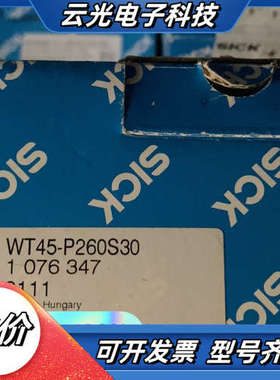 云光电子科技
SICK
SICK
SICK
WT45-P260S30
1 076 347
Hungary
价
可开发票 型号齐